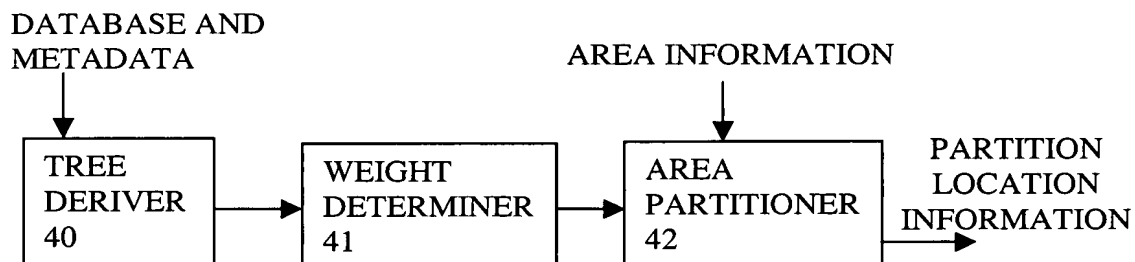 DATABASE AND
METADATA
AREA INFORMATION
TREE
DERIVER
40
WEIGHT
DETERMINER
41
AREA
PARTITIONER
42
PARTITION
LOCATION
INFORMATION